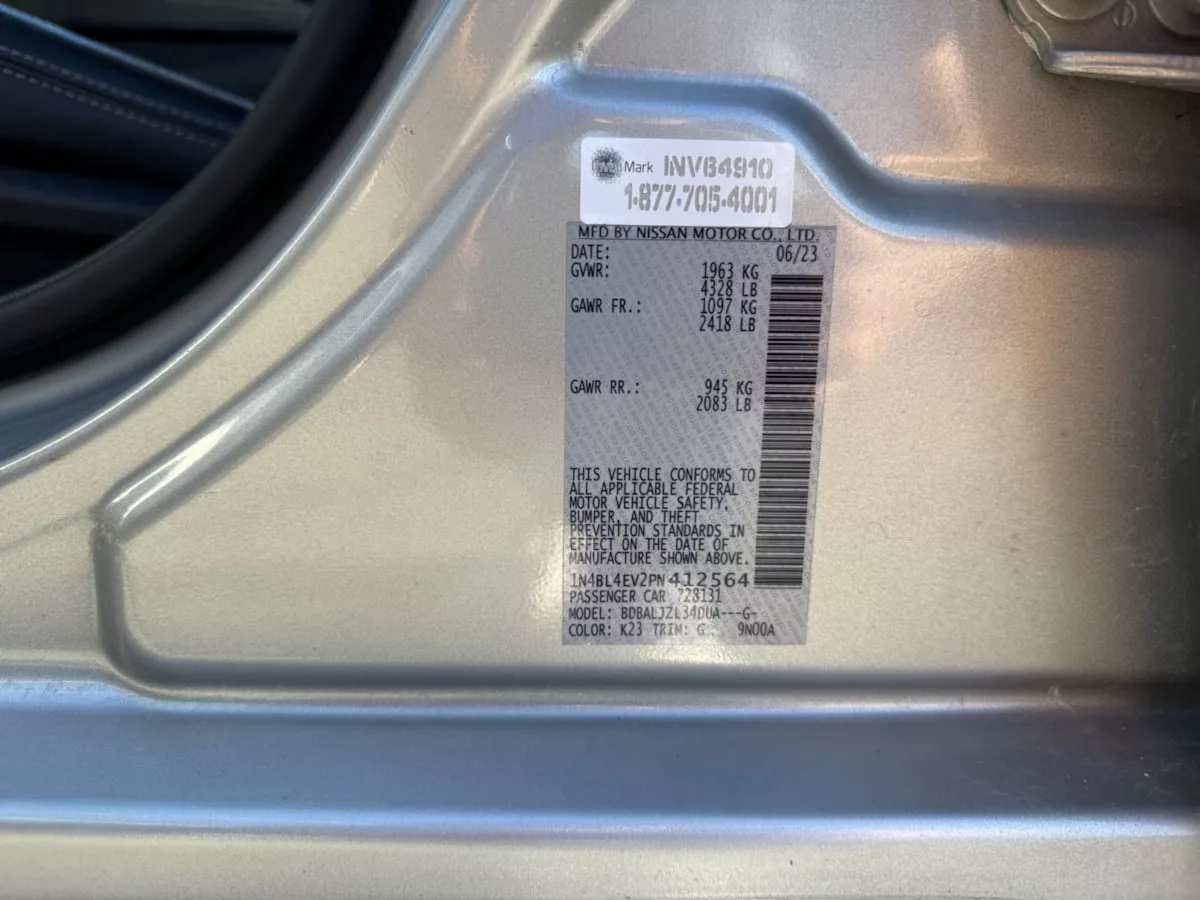 Mark INV64910
1-877-705-4001
MFD BY NISSAN MOTOR CO., LTD.
DATE: 06/23
GVWR: 1963 KG
4328 LB
GAWR FR.: 1097 KG
2418 LB
GAWR RR.: 945 KG
2083 LB
THIS VEHICLE CONFORMS TO
ALL APPLICABLE FEDERAL
MOTOR VEHICLE SAFETY,
BUMPER, AND THEFT
PREVENTION STANDARDS IN
EFFECT ON THE DATE OF
MANUFACTURE SHOWN ABOVE.
1N4BL4EV2PN412564
PASSENGER CAR 728131
MODEL: BDBALJZL34DUA---G-
COLOR: K23 TRIM: G 9N00A